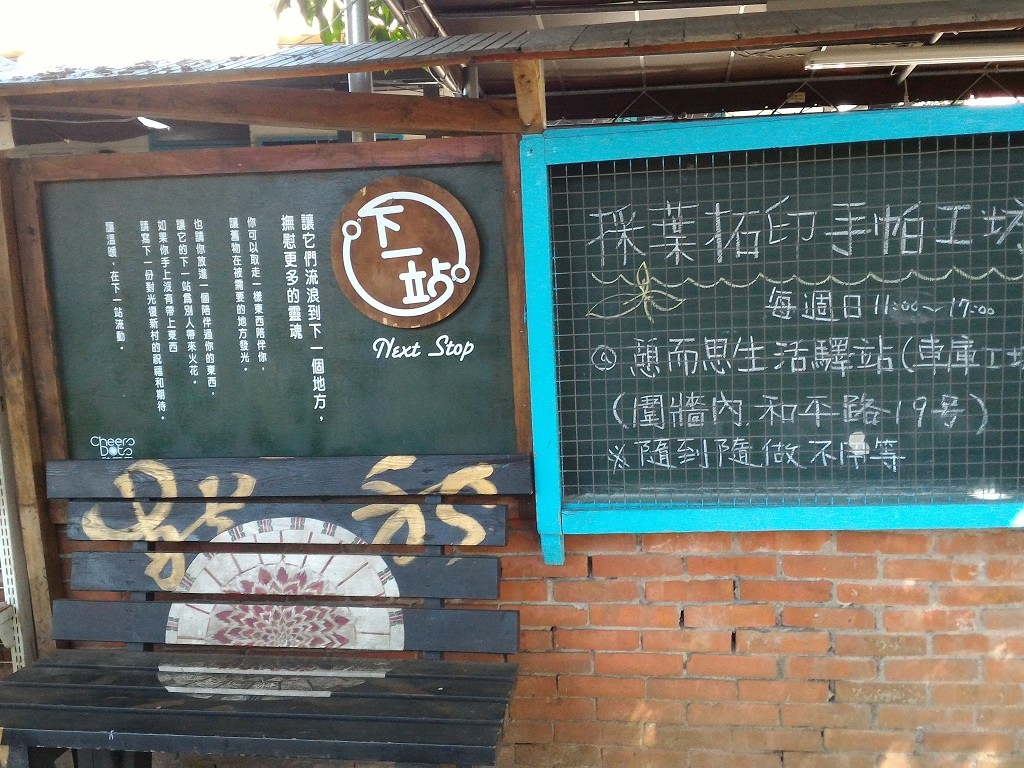 下一站
Next Stop
讓它們流浪到下一個地方，
撫慰更多的靈魂
你可以取走一樣東西陪伴你，
讓舊物在被需要的地方發光。
也請你放進一個陪伴過你的東西，
讓它的下一站為別人帶來火花。
如果你手上沒有帶上東西
請寫下一份對光復新村的祝福和期待。
讓溫暖，在下一站流動。
Cheers
Dots
採葉拓印手帕工坊
每週日11:00~17:00
@憩而思生活驛站(車庫工坊
(圍牆內.和平路19号)
※隨到隨做不用等